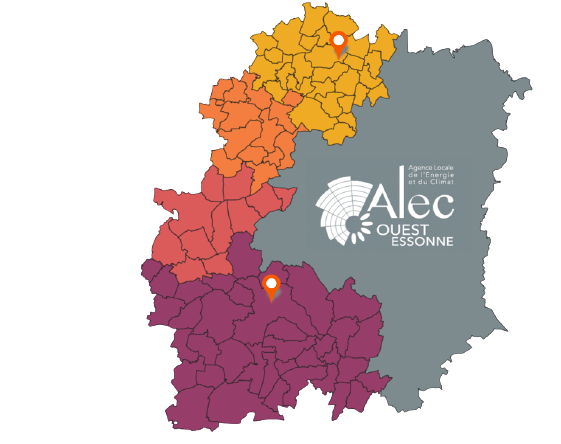 Agence Locale
de l'Energie
et du Climat
Alec
OUEST
ESSONNE